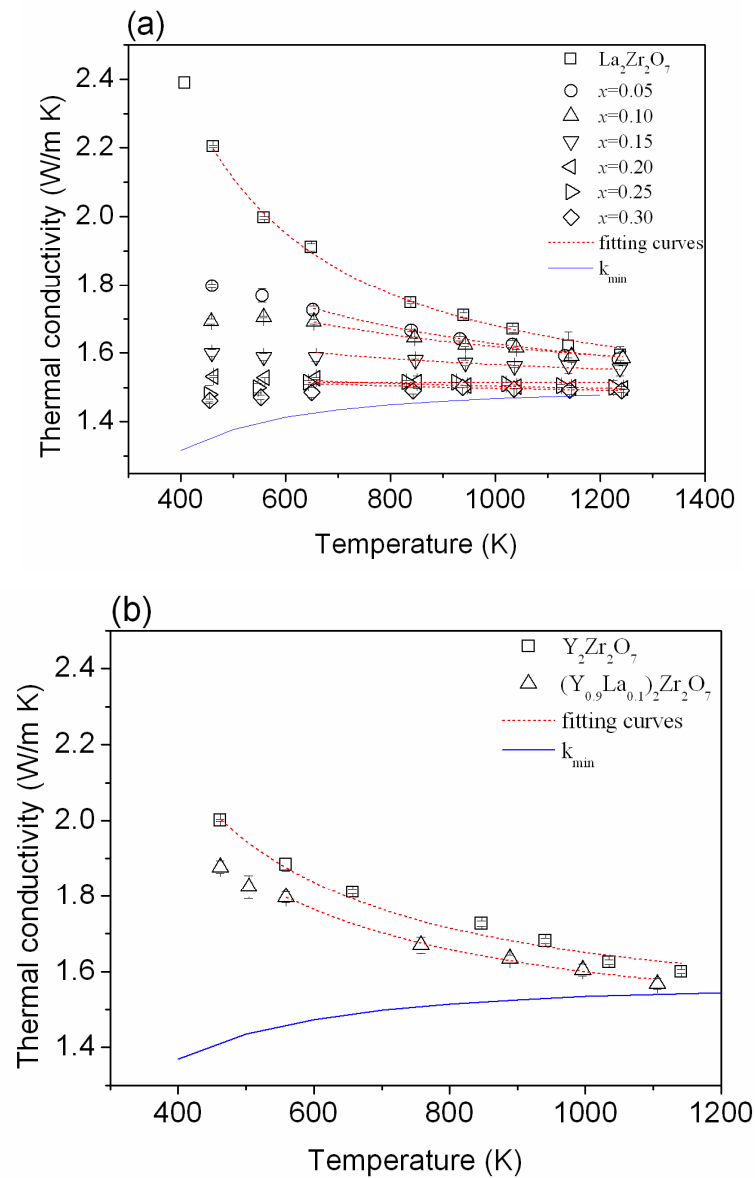 (a)
Thermal conductivity (W/m K)
2.4
2.2
2.0
1.8
1.6
1.4
La2Zr2O7
x=0.05
x=0.10
x=0.15
x=0.20
x=0.25
x=0.30
fitting curves
kmin
400 600 800 1000 1200 1400
Temperature (K)
(b)
Thermal conductivity (W/m K)
2.4
2.2
2.0
1.8
1.6
1.4
Y2Zr2O7
(Y0.9La0.1)2Zr2O7
fitting curves
kmin
400 600 800 1000 1200
Temperature (K)